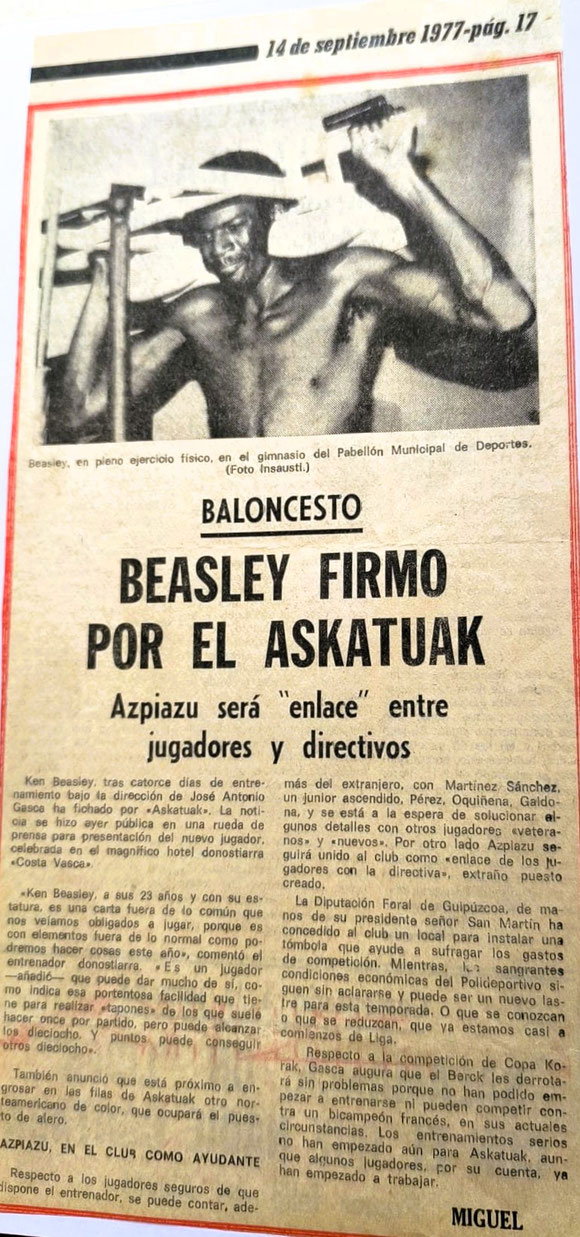 14 de septiembre 1977-pág. 17
Beasley, en pleno ejercicio físico, en el gimnasio del Pabellón Municipal de Deportes.
(Foto Insausti.)
BALONCESTO
BEASLEY FIRMO
POR EL ASKATUAK
Azpiazu será "enlace" entre
jugadores y directivos
Ken Beasley, tras catorce días de entre-
namiento bajo la dirección de José Antonio
Gasca ha fichado por «Askatuak». La noti-
cia se hizo ayer pública en una rueda de
prensa para presentación del nuevo jugador,
celebrada en el magnífico hotel donostiarra
«Costa Vasca».
«Ken Beasley, a sus 23 años y con su es-
tatura, es una carta fuera de lo común que
nos veíamos obligados a jugar, porque es
con elementos fuera de lo normal como po-
dremos hacer cosas este año», comentó el
entrenador donostiarra. «Es un jugador
—añadió— que puede dar mucho de sí, co-
mo indica esa portentosa facilidad que tie-
ne para realizar «tapones» de los que suele
hacer once por partido, pero puede alcanzar
los dieciocho. Y puntos puede conseguir
otros dieciocho».
También anunció que está próximo a en-
grosar en las filas de Askatuak otro nor-
teamericano de color, que ocupará el pues-
to de alero.
AZPIAZU, EN EL CLUB COMO AYUDANTE
Respecto a los jugadores seguros de que
dispone el entrenador, se puede contar, ade-
más del extranjero, con Martínez Sánchez,
un junior ascendido, Pérez, Oquiñena, Galdo-
na, y se está a la espera de solucionar al-
gunos detalles con otros jugadores «vetera-
nos» y «nuevos». Por otro lado Azpiazu se-
guirá unido al club como «enlace de los ju-
gadores con la directiva», extraño puesto
creado.
La Diputación Foral de Guipúzcoa, de ma-
nos de su presidente señor San Martín ha
concedido al club un local para instalar una
tómbola que ayude a sufragar los gastos
de competición. Mientras, las sangrantes
condiciones económicas del Polideportivo si-
guen sin aclararse y puede ser un nuevo las-
tre para esta temporada. O que se conozcan
o que se reduzcan, que ya estamos casi a
comienzos de Liga.
Respecto a la competición de Copa Ko-
rak, Gasca augura que el Berck les derrota-
rá sin problemas porque no han podido em-
pezar a entrenarse ni pueden competir con-
tra un bicampeón francés, en sus actuales
circunstancias. Los entrenamientos serios
no han empezado aún para Askatuak, aun-
que algunos jugadores, por su cuenta, ya
han empezado a trabajar.
MIGUEL